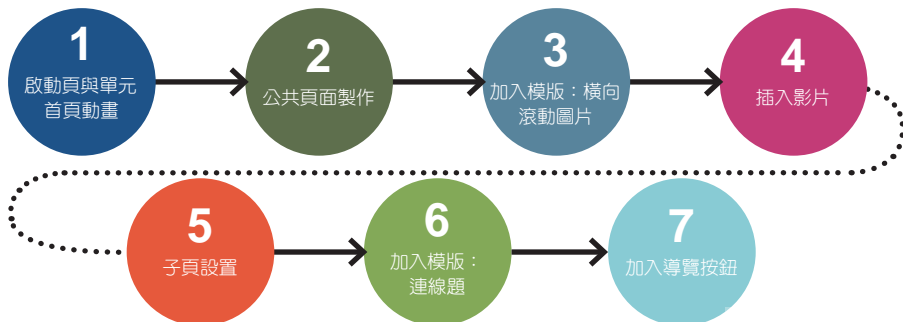 1
啟動頁與單元
首頁動畫
2
公共頁面製作
3
加入模版：橫向
滾動圖片
4
插入影片
5
子頁設置
6
加入模版：
連線題
7
加入導覽按鈕